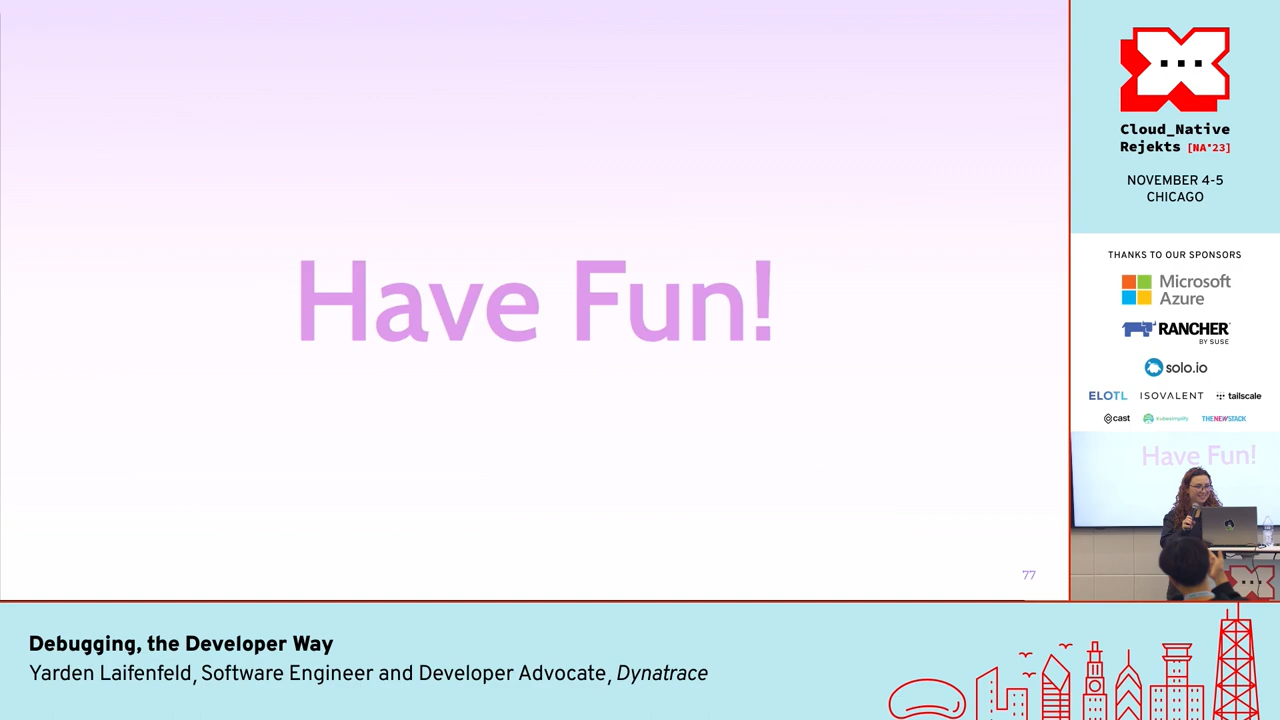 Have Fun!
77
Cloud_Native
Rejekts [NA'23]
NOVEMBER 4-5
CHICAGO
THANKS TO OUR SPONSORS
Microsoft
Azure
RANCHER
BY SUSE
solo.io
ELOTL ISOVALENT tailscale
cast kubesimplify THENEWSTACK
Have Fun!
Debugging, the Developer Way
Yarden Laifenfeld, Software Engineer and Developer Advocate, Dynatrace